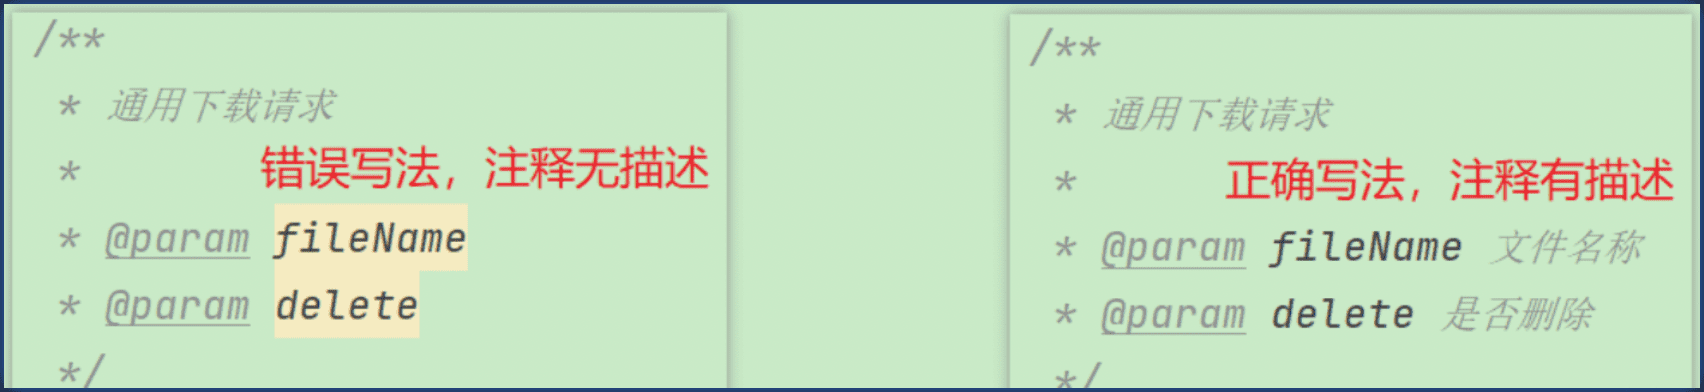 /**
* 通用下载请求
* 错误写法，注释无描述
* @param fileName
* @param delete
*/
/**
* 通用下载请求
* 正确写法，注释有描述
* @param fileName 文件名称
* @param delete 是否删除
*/